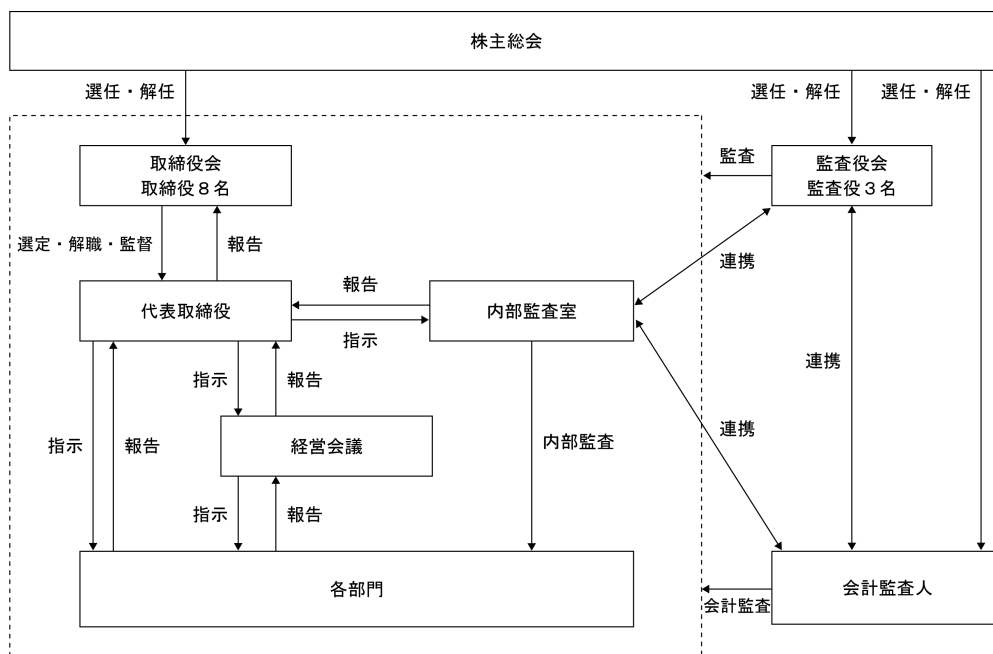 株主総会
選任・解任
選任・解任
選任・解任
取締役会
取締役８名
監査
監査役会
監査役３名
選定・解職・監督
報告
連携
代表取締役
報告
指示
内部監査室
指示
報告
連携
指示
報告
経営会議
内部監査
連携
指示
報告
各部門
会計監査
会計監査人